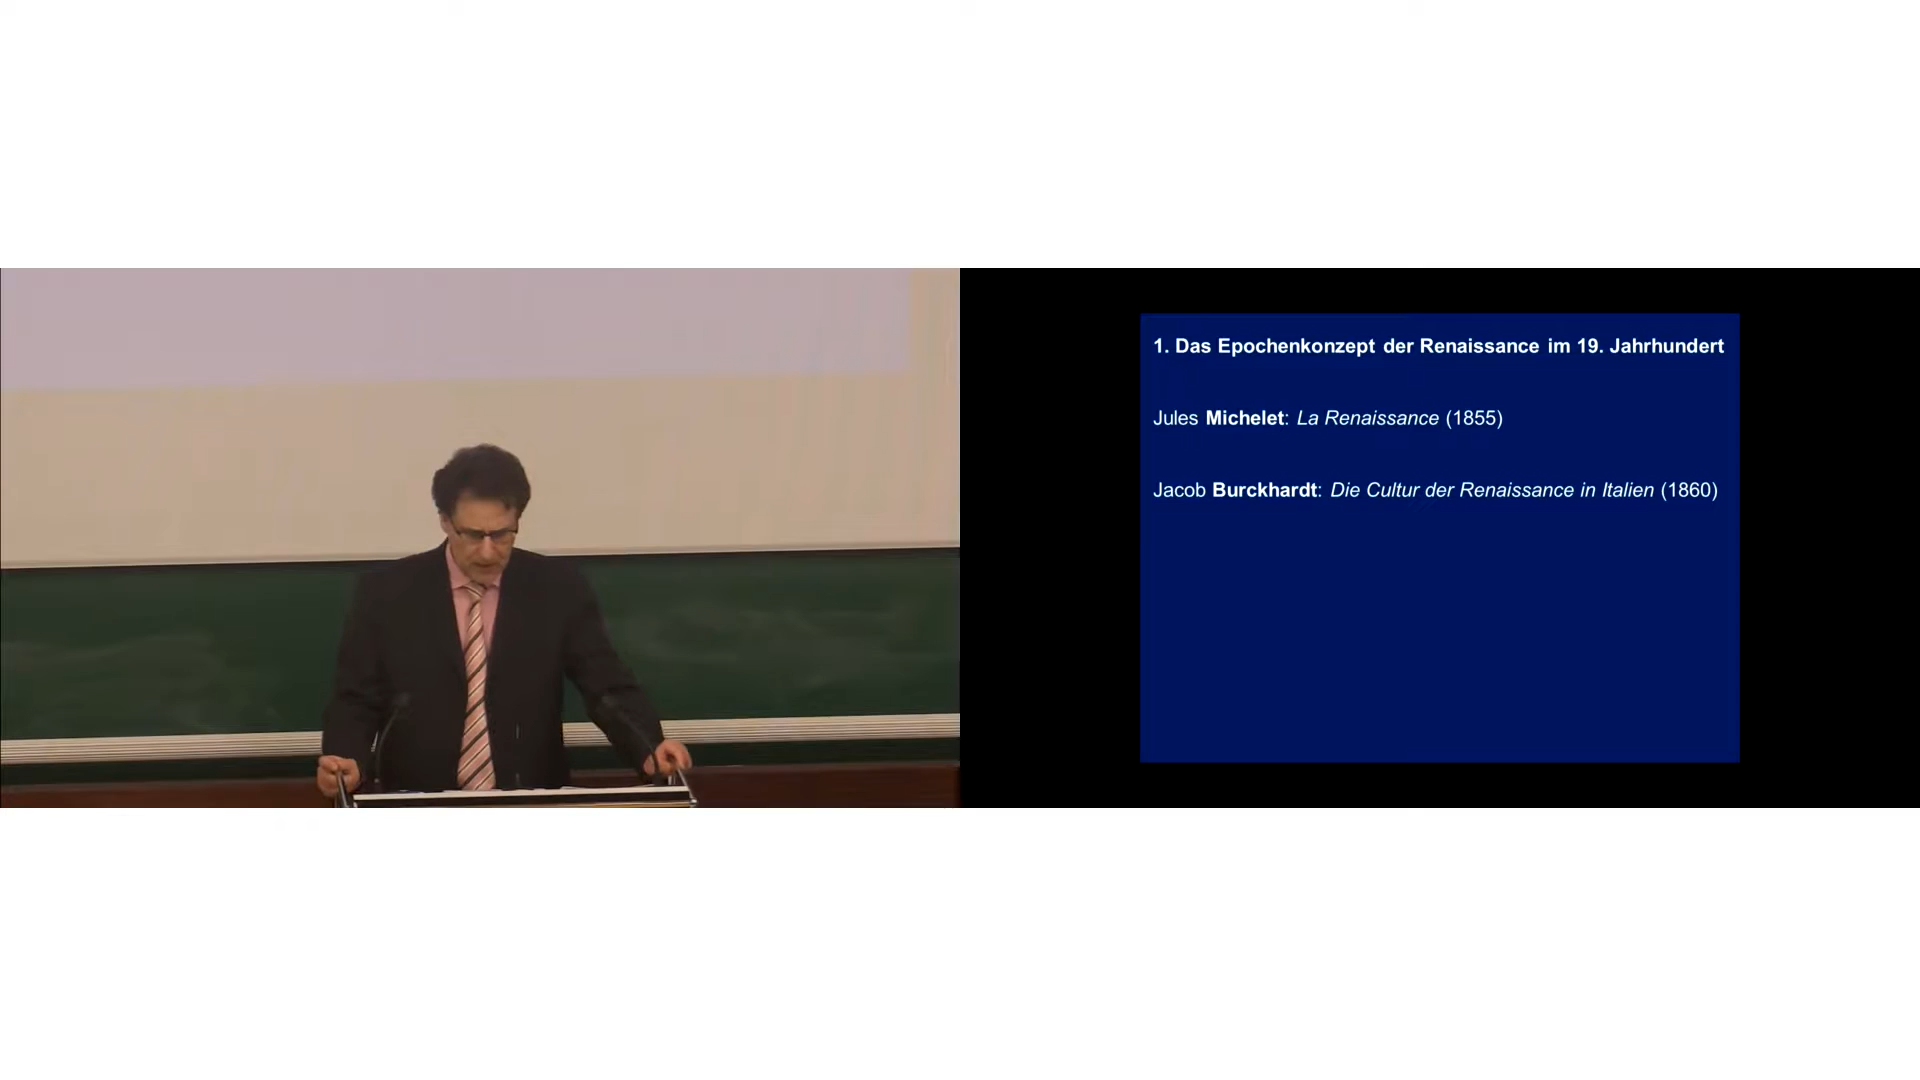 1. Das Epochenkonzept der Renaissance im 19. Jahrhundert
Jules Michelet: La Renaissance (1855)
Jacob Burckhardt: Die Cultur der Renaissance in Italien (1860)